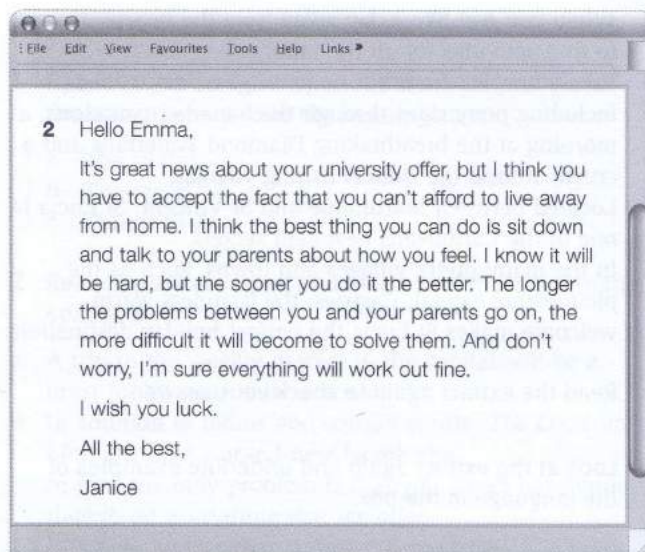 File Edit View Favourites Tools Help Links »
2 Hello Emma,
It's great news about your university offer, but I think you
have to accept the fact that you can't afford to live away
from home. I think the best thing you can do is sit down
and talk to your parents about how you feel. I know it will
be hard, but the sooner you do it the better. The longer
the problems between you and your parents go on, the
more difficult it will become to solve them. And don't
worry, I'm sure everything will work out fine.
I wish you luck.
All the best,
Janice